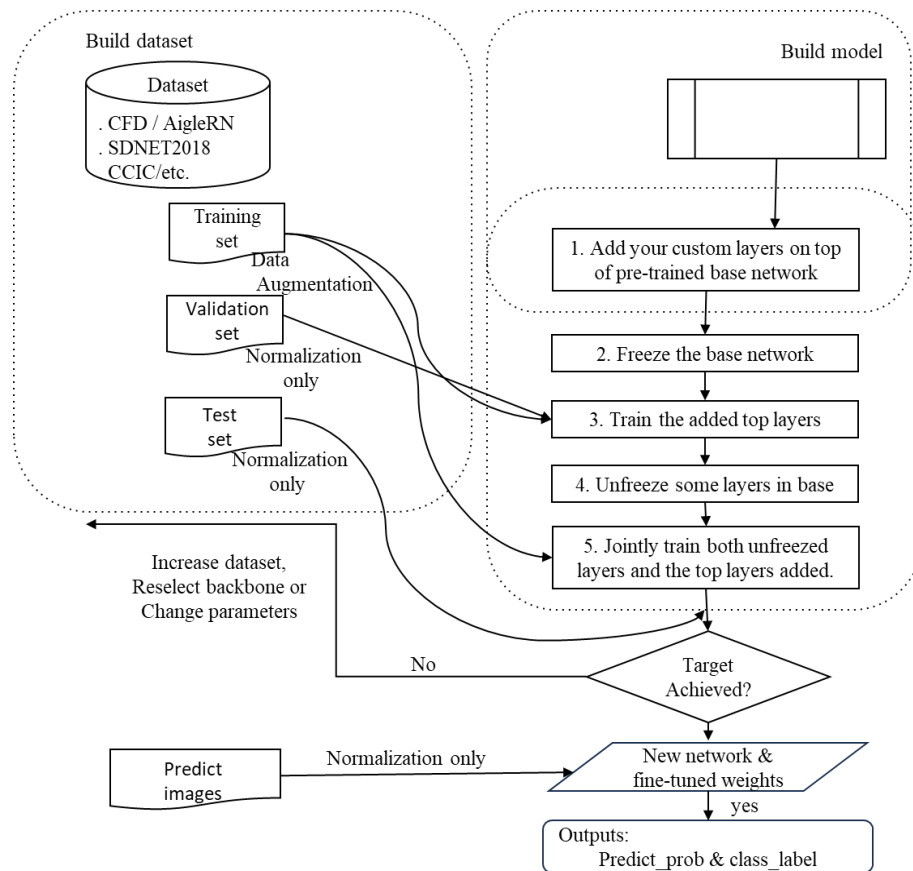 Build dataset
Dataset
. CFD / AigleRN
. SDNET2018
CCIC/etc.
Training
set
Data
Augmentation
Validation
set
Normalization
only
Test
set
Normalization
only
Build model
1. Add your custom layers on top
of pre-trained base network
2. Freeze the base network
3. Train the added top layers
4. Unfreeze some layers in base
5. Jointly train both unfreezed
layers and the top layers added.
Increase dataset,
Reselect backbone or
Change parameters
No
Target
Achieved?
Predict
images
Normalization only
New network &
fine-tuned weights
yes
Outputs:
Predict_prob & class_label